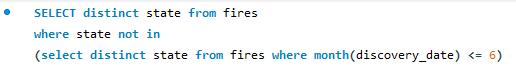 SELECT distinct state from fires
where state not in
(select distinct state from fires where month(discovery_date) <= 6)